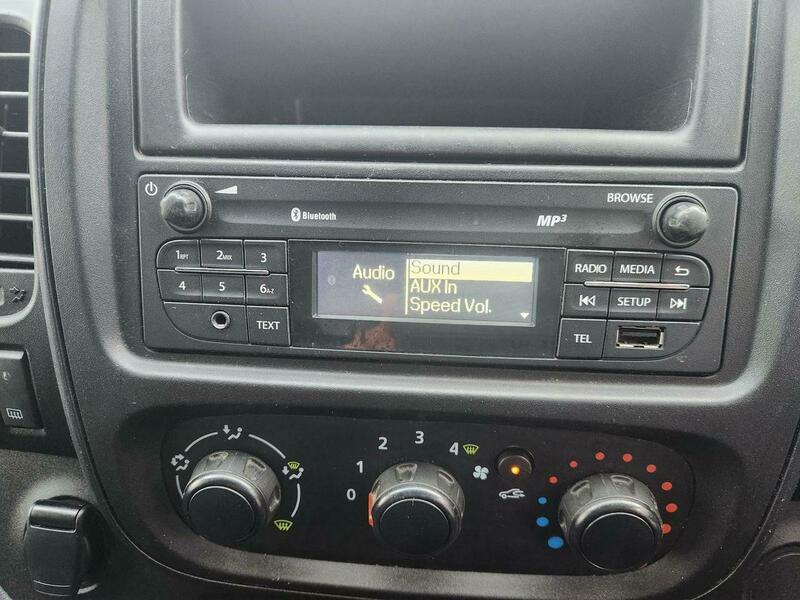 BROWSE
Bluetooth
MP3
1RPT 2MIX 3
4 5 6A-Z
TEXT
Audio
Sound
AUX In
Speed Vol.
RADIO MEDIA
SETUP
TEL
0 1 2 3 4